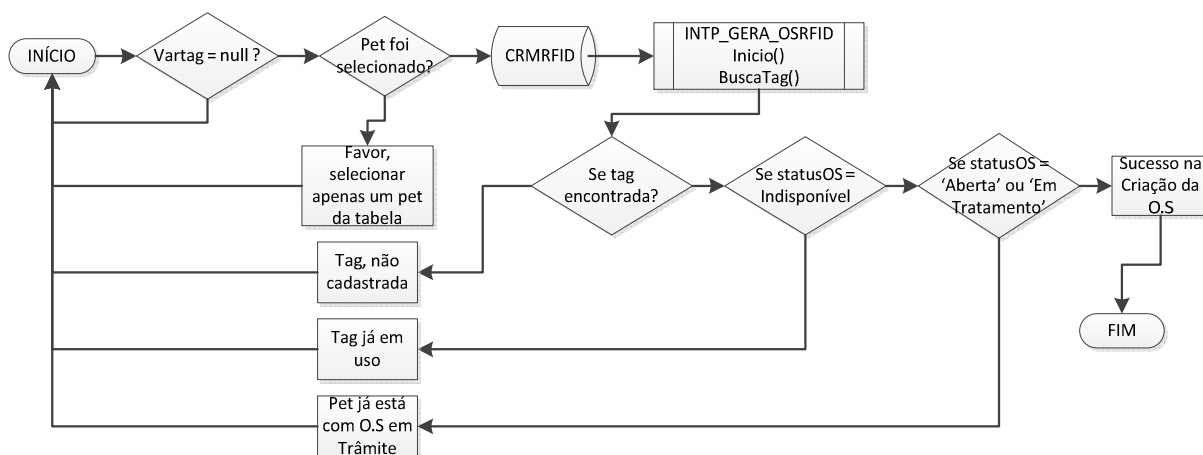 INÍCIO
Vartag = null ?
Pet foi
selecionado?
CRMRFID
INTP_GERA_OSRFID
Inicio()
BuscaTag()
Favor,
selecionar
apenas um pet
da tabela
Se tag
encontrada?
Se statusOS =
Indisponível
Se statusOS =
‘Aberta’ ou ‘Em
Tratamento’
Sucesso na
Criação da
O.S
Tag, não
cadastrada
Tag já em
uso
FIM
Pet já está
com O.S em
Trâmite